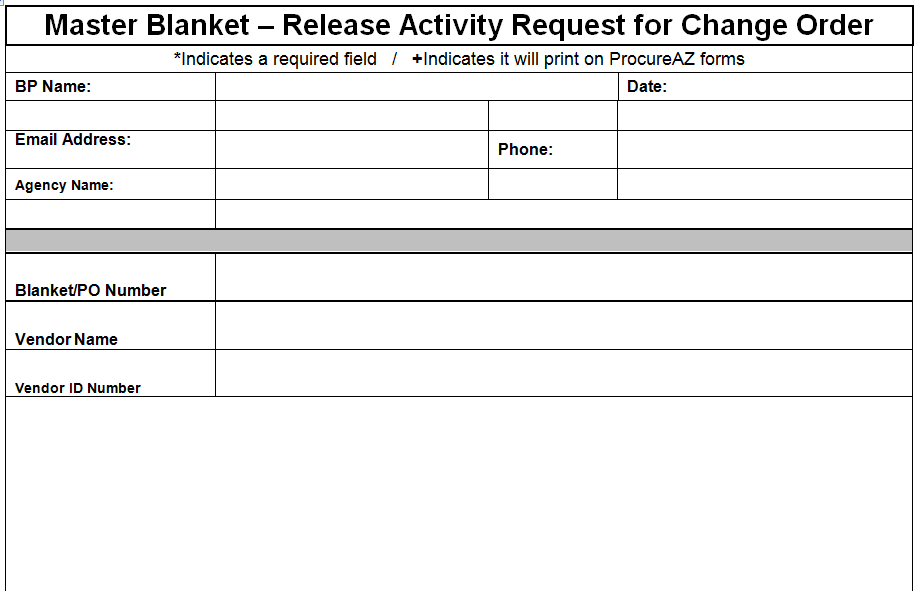 Master Blanket – Release Activity Request for Change Order
*Indicates a required field / +Indicates it will print on ProcureAZ forms
BP Name: Date:
Email Address: Phone:
Agency Name:
Blanket/PO Number
Vendor Name
Vendor ID Number